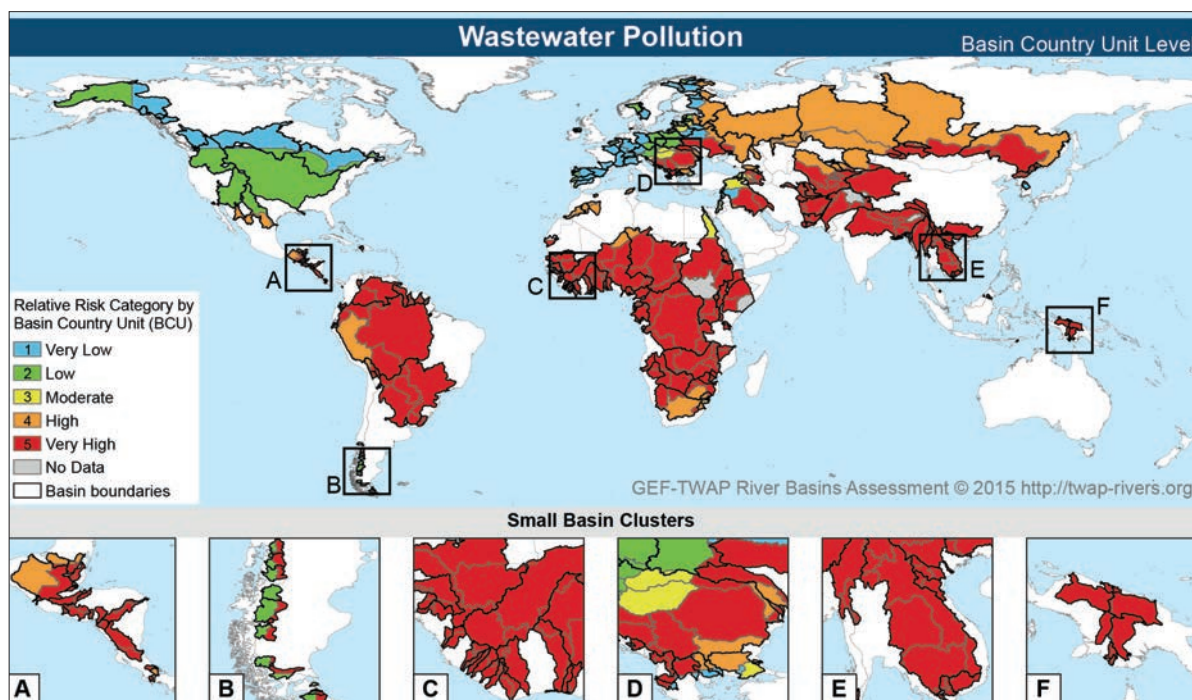 Wastewater Pollution
Basin Country Unit Level
A
B
C
D
E
F
Relative Risk Category by
Basin Country Unit (BCU)
1 Very Low
2 Low
3 Moderate
4 High
5 Very High
No Data
Basin boundaries
GEF-TWAP River Basins Assessment © 2015 http://twap-rivers.org
Small Basin Clusters
A
B
C
D
E
F